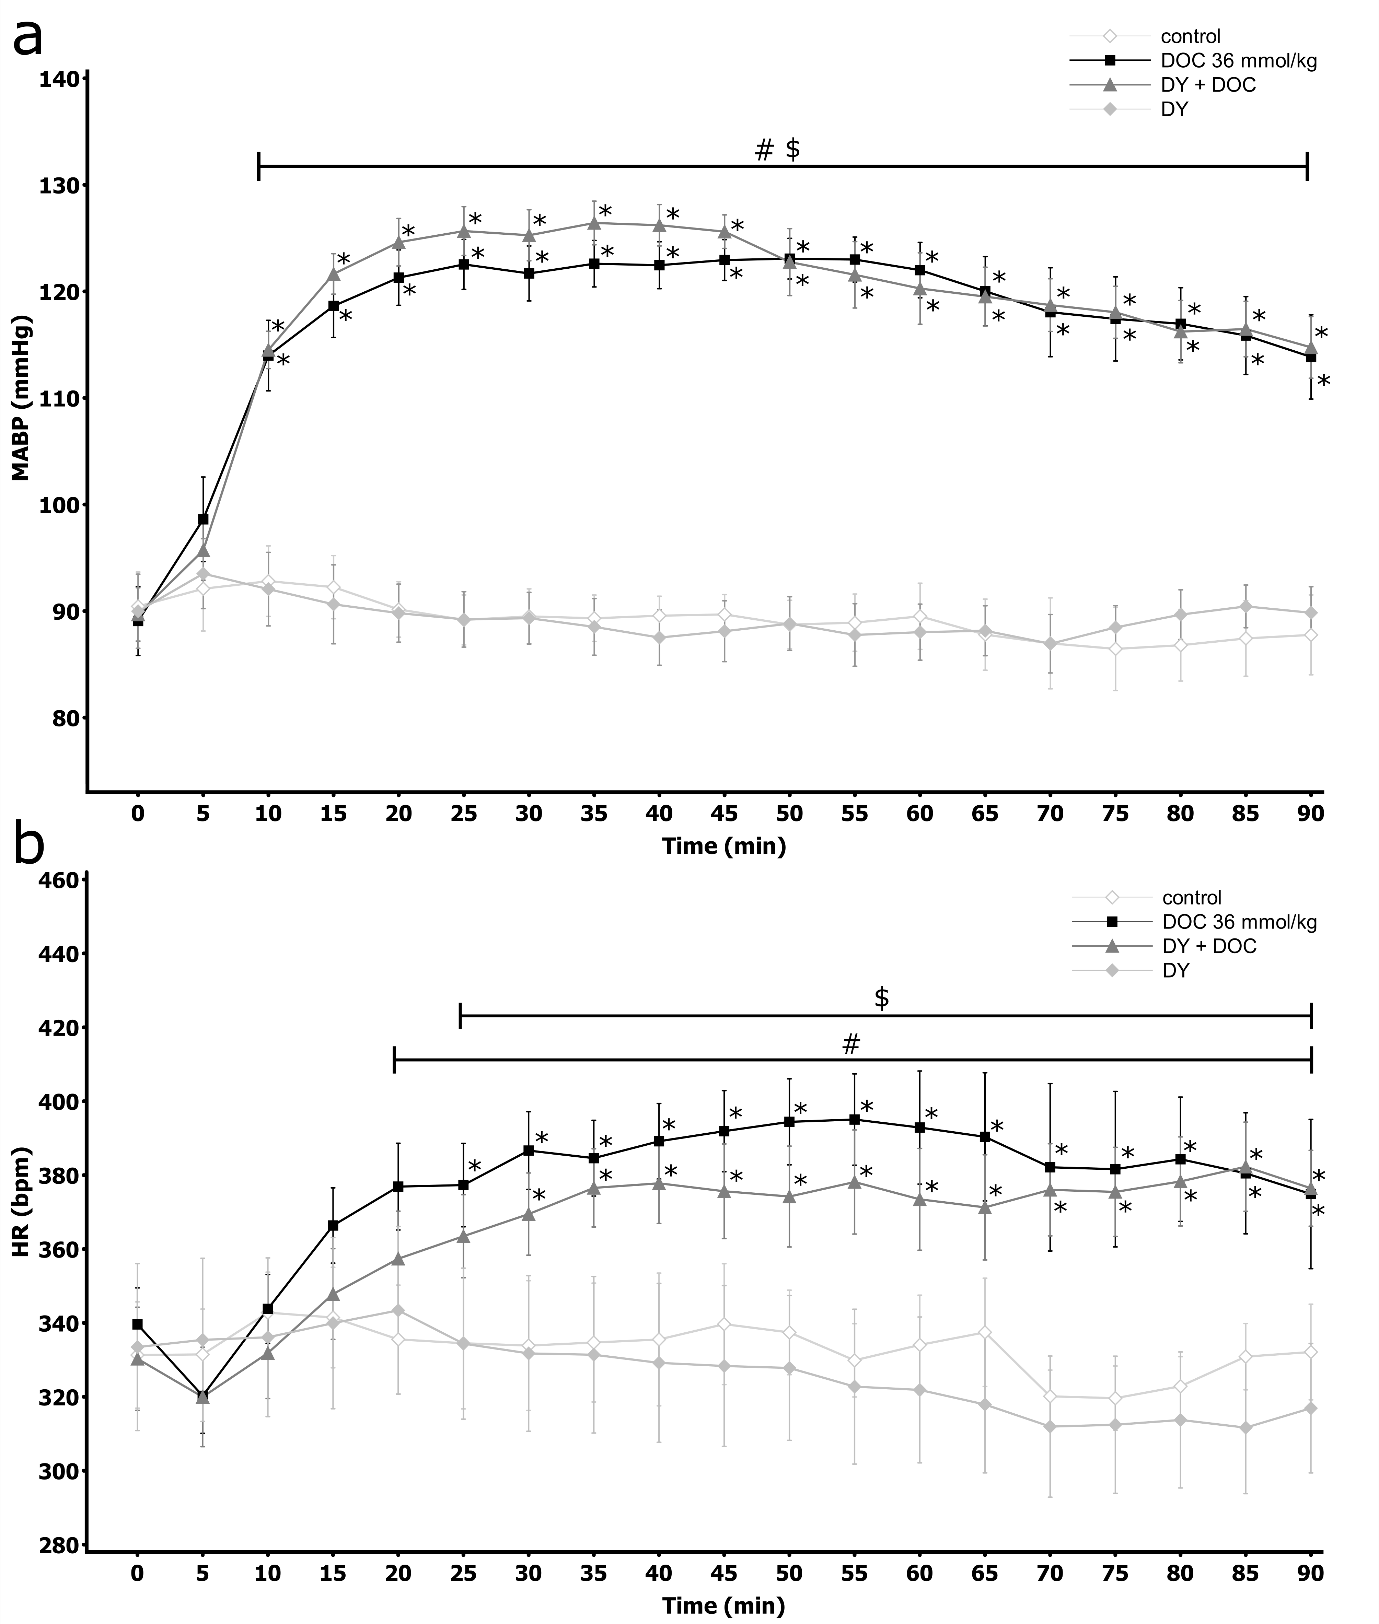 a
control
DOC 36 mmol/kg
DY + DOC
DY
140
130
120
110
100
90
80
MABP (mmHg)
# $
* * * * * * * * * * * * * * * * *
* * * * * * * * * * * * * * * * *
0 5 10 15 20 25 30 35 40 45 50 55 60 65 70 75 80 85 90
Time (min)
b
control
DOC 36 mmol/kg
DY + DOC
DY
460
440
420
400
380
360
340
320
300
280
HR (bpm)
$
#
* * * * * * * * * * * * * *
* * * * * * * * * * * * *
0 5 10 15 20 25 30 35 40 45 50 55 60 65 70 75 80 85 90
Time (min)